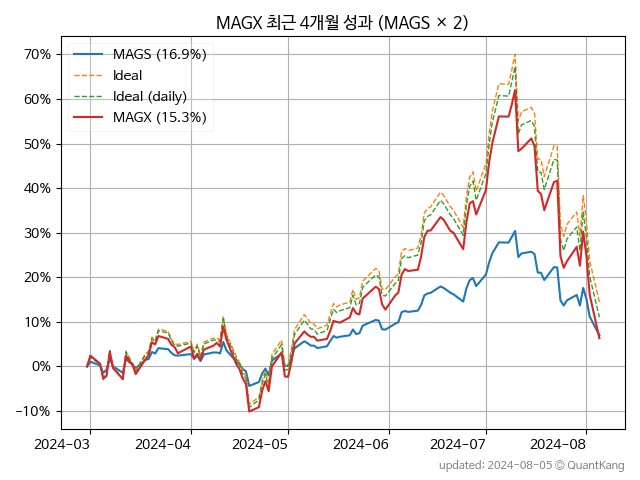 MAGX 최근 4개월 성과 (MAGS × 2)
MAGS (16.9%)
Ideal
Ideal (daily)
MAGX (15.3%)
70%
60%
50%
40%
30%
20%
10%
0%
−10%
2024-03
2024-04
2024-05
2024-06
2024-07
2024-08
updated: 2024-08-05 © QuantKang